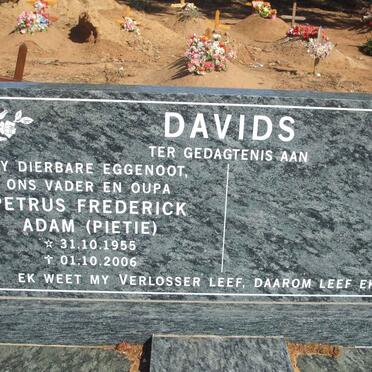 DAVIDS
TER GEDAGTENIS AAN
Y DIERBARE EGGENOOT,
ONS VADER EN OUPA
PETRUS FREDERICK
ADAM (PIETIE)
☆ 31.10.1955
✝ 01.10.2006
EK WEET MY VERLOSSER LEEF, DAAROM LEEF EK